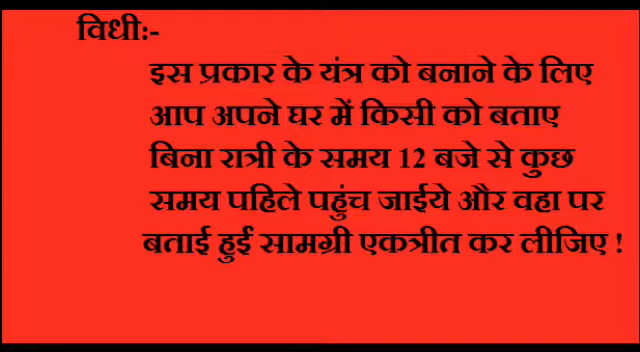 विधीः-
इस प्रकार के यंत्र को बनाने के लिए
आप अपने घर में किसी को बताए
बिना रात्री के समय 12 बजे से कुछ
समय पहिले पहुंच जाईये और वहा पर
बताई हुई सामग्री एकत्रीत कर लीजिए !